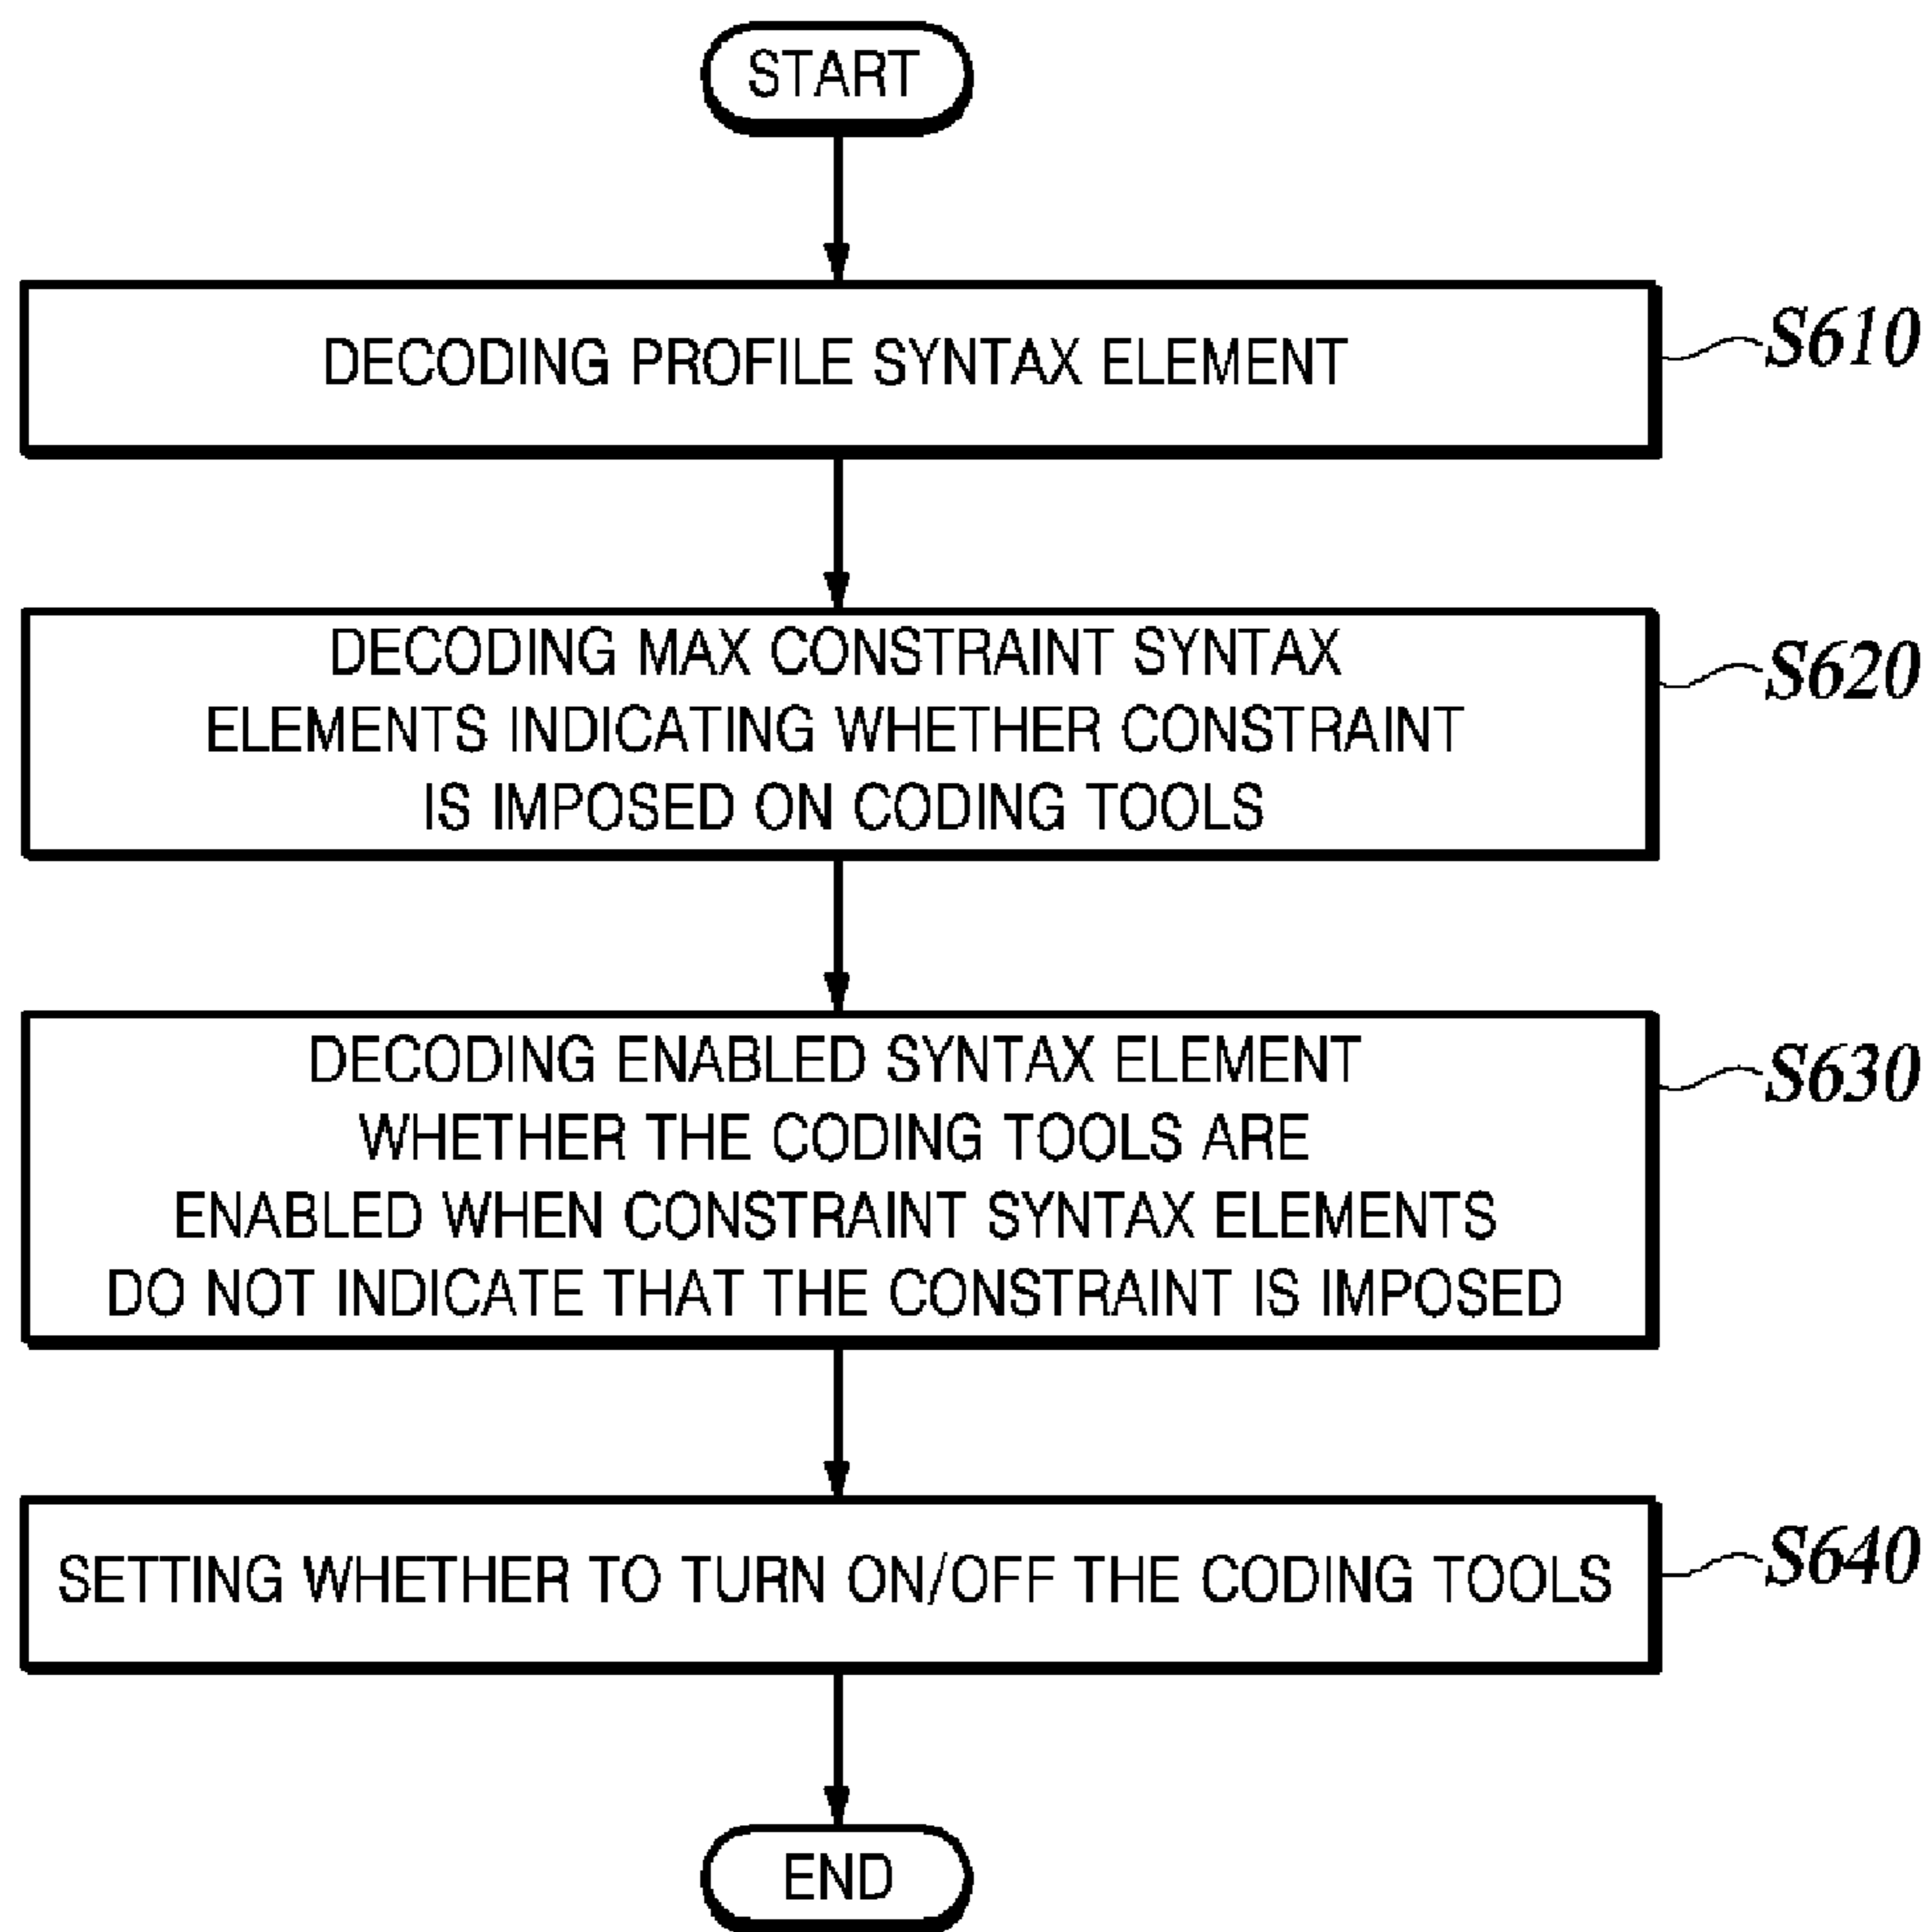 START
DECODING PROFILE SYNTAX ELEMENT
S610
DECODING MAX CONSTRAINT SYNTAX
ELEMENTS INDICATING WHETHER CONSTRAINT
IS IMPOSED ON CODING TOOLS
S620
DECODING ENABLED SYNTAX ELEMENT
WHETHER THE CODING TOOLS ARE
ENABLED WHEN CONSTRAINT SYNTAX ELEMENTS
DO NOT INDICATE THAT THE CONSTRAINT IS IMPOSED
S630
SETTING WHETHER TO TURN ON/OFF THE CODING TOOLS
S640
END